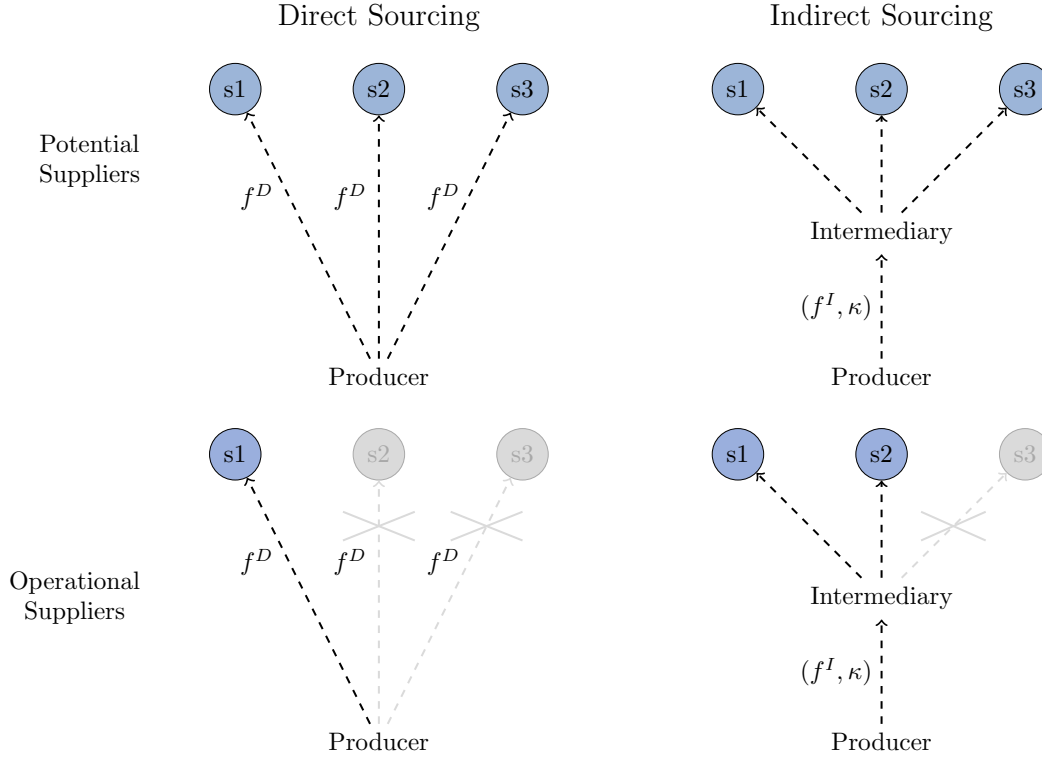 Direct Sourcing
Indirect Sourcing
s1 s2 s3
s1 s2 s3
Potential
Suppliers
f^D f^D f^D
Intermediary
(f^I, κ)
Producer
Producer
s1 s2 s3
s1 s2 s3
Operational
Suppliers
f^D f^D f^D
Intermediary
(f^I, κ)
Producer
Producer